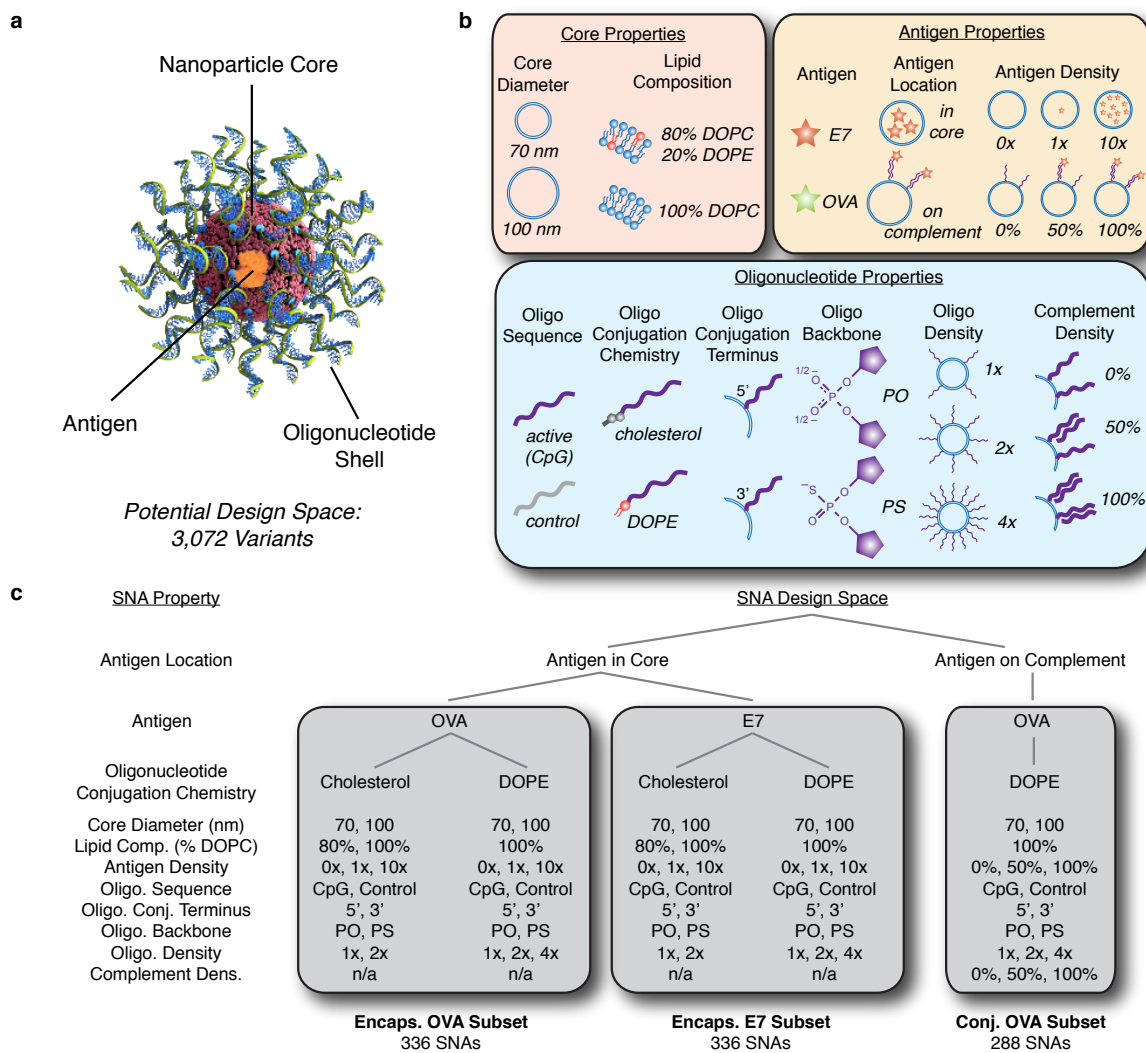 a
Nanoparticle Core
Antigen
Oligonucleotide
Shell
Potential Design Space:
3,072 Variants
b
Core Properties
Core
Diameter
70 nm
100 nm
Lipid
Composition
80% DOPC
20% DOPE
100% DOPC
Antigen Properties
Antigen
E7
OVA
Antigen
Location
in
core
on
complement
Antigen Density
0x 1x 10x
0% 50% 100%
Oligonucleotide Properties
Oligo
Sequence
active
(CpG)
control
Oligo
Conjugation
Chemistry
cholesterol
DOPE
Oligo
Conjugation
Terminus
5’
3’
Oligo
Backbone
1/2 –
O
P
O
O
1/2 –
O
PO
–S
P
O
O
O
PS
Oligo
Density
1x
2x
4x
Complement
Density
0%
50%
100%
c
SNA Property SNA Design Space
Antigen Location Antigen in Core Antigen on Complement
Antigen OVA E7 OVA
Oligonucleotide
Conjugation Chemistry Cholesterol DOPE Cholesterol DOPE DOPE
Core Diameter (nm) 70, 100 70, 100 70, 100 70, 100 70, 100
Lipid Comp. (% DOPC) 80%, 100% 100% 80%, 100% 100% 100%
Antigen Density 0x, 1x, 10x 0x, 1x, 10x 0x, 1x, 10x 0x, 1x, 10x 0%, 50%, 100%
Oligo. Sequence CpG, Control CpG, Control CpG, Control CpG, Control CpG, Control
Oligo. Conj. Terminus 5’, 3’ 5’, 3’ 5’, 3’ 5’, 3’ 5’, 3’
Oligo. Backbone PO, PS PO, PS PO, PS PO, PS PO, PS
Oligo. Density 1x, 2x 1x, 2x, 4x 1x, 2x 1x, 2x, 4x 1x, 2x, 4x
Complement Dens. n/a n/a n/a n/a 0%, 50%, 100%
Encaps. OVA Subset Encaps. E7 Subset Conj. OVA Subset
336 SNAs 336 SNAs 288 SNAs